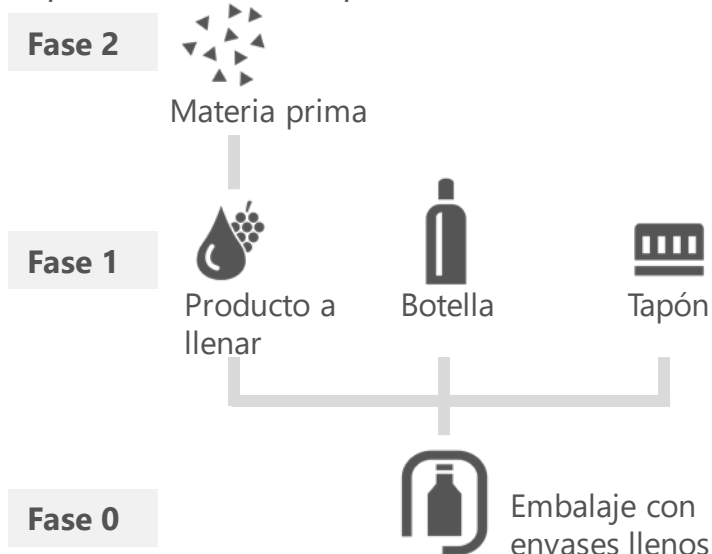 Fase 2
Materia prima
Fase 1
Producto a
llenar
Botella
Tapón
Fase 0
Embalaje con
envases llenos